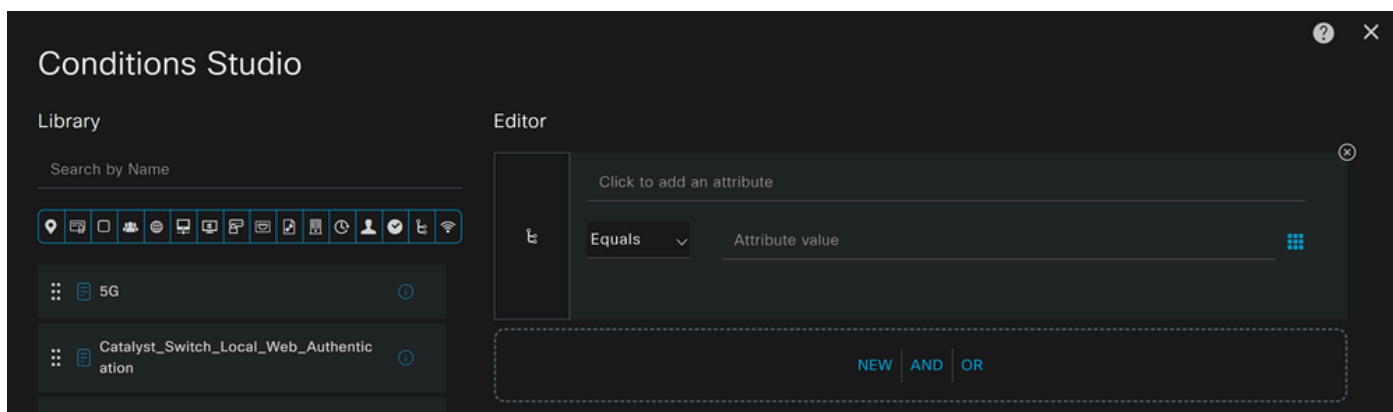 Conditions Studio
Library
Search by Name
5G
Catalyst_Switch_Local_Web_Authentic
ation
Editor
Click to add an attribute
Equals
Attribute value
NEW AND OR